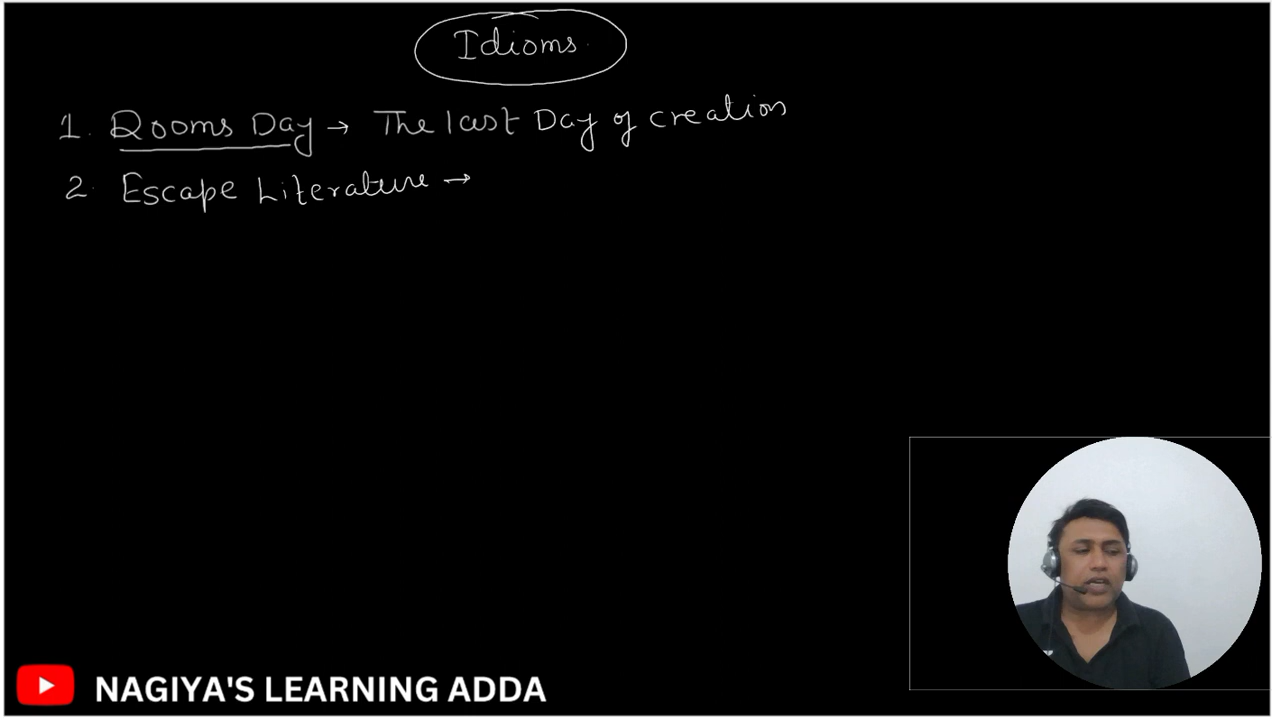 Idioms
1. Dooms Day → The last Day of creation
2. Escape Literature →
NAGIYA'S LEARNING ADDA